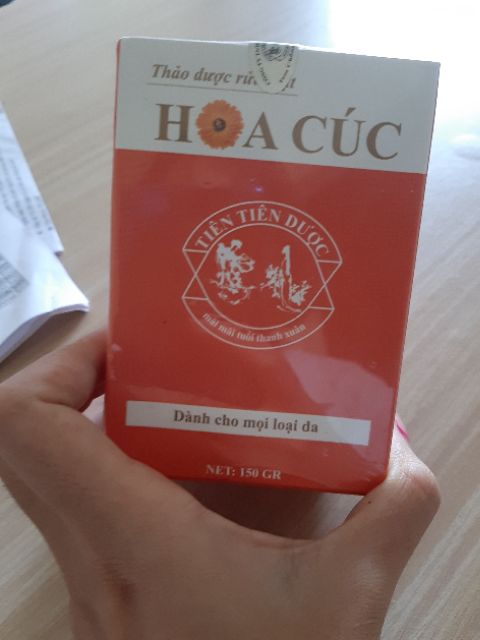 Thảo dược rửa
HOA CÚC
TIÊN TIÊN DƯỢC
mãi mãi tuổi thanh xuân
Dành cho mọi loại da
NET: 150 GR